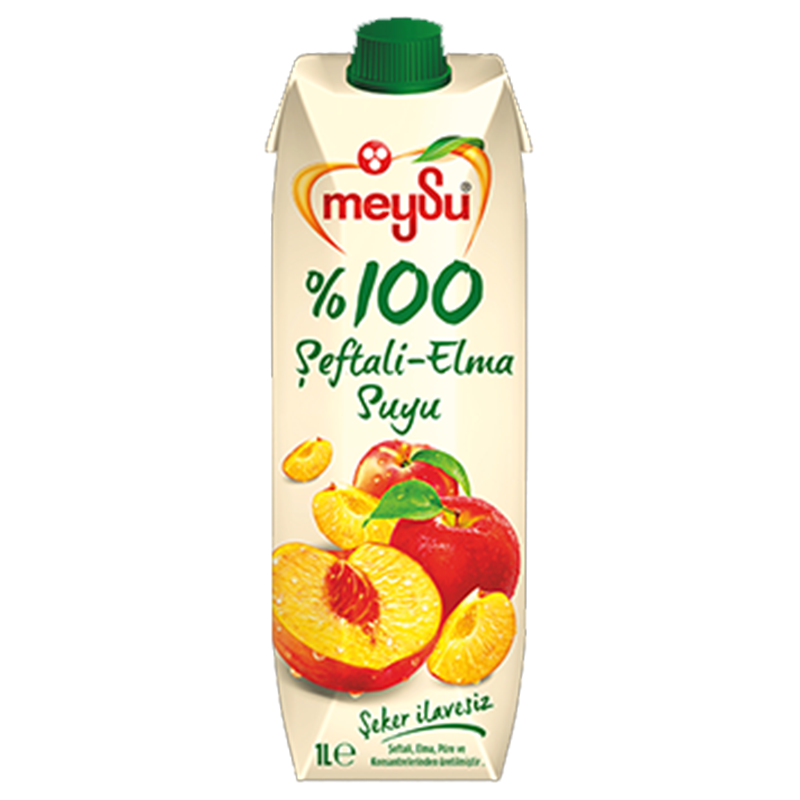 meySu®
%100
Şeftali-Elma
Suyu
Şeker ilavesiz
1L℮
Şeftali, Elma, Püre ve
Konsantrelerinden üretilmiştir.